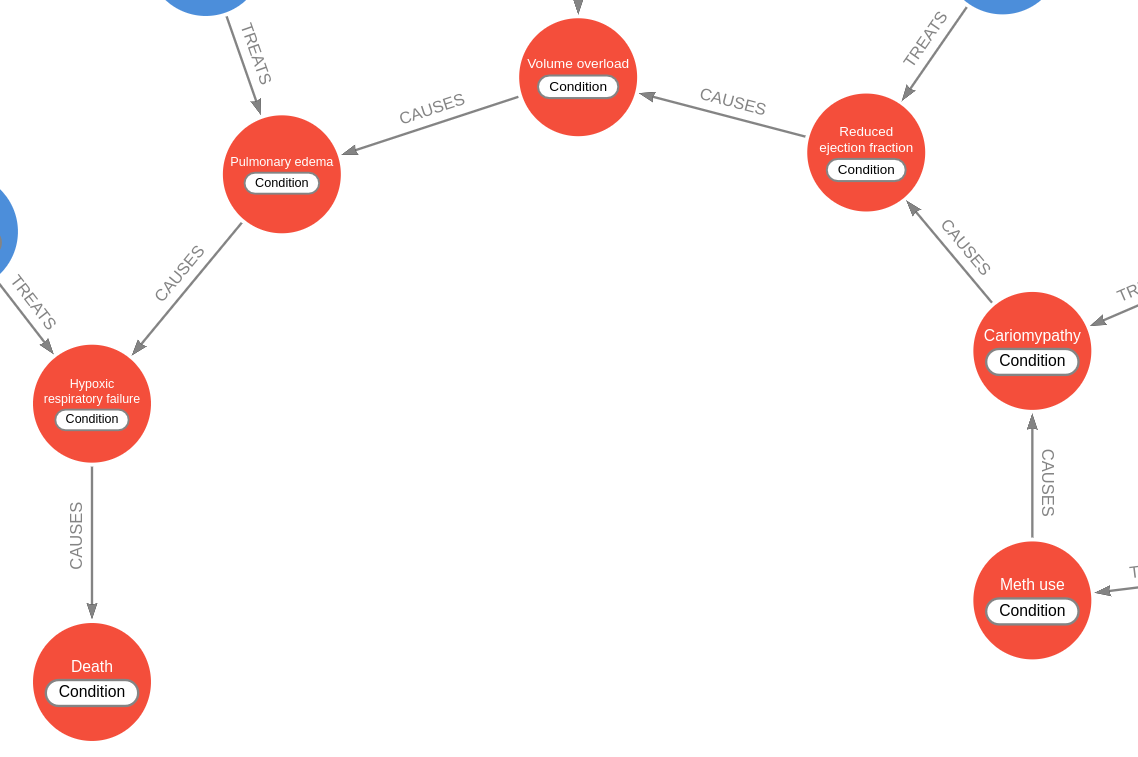 TREATS
TREATS
Volume overload
Condition
CAUSES
CAUSES
Reduced
ejection fraction
Condition
Pulmonary edema
Condition
CAUSES
CAUSES
TREATS
TR
Cariomypathy
Condition
Hypoxic
respiratory failure
Condition
CAUSES
CAUSES
T
Meth use
Condition
Death
Condition